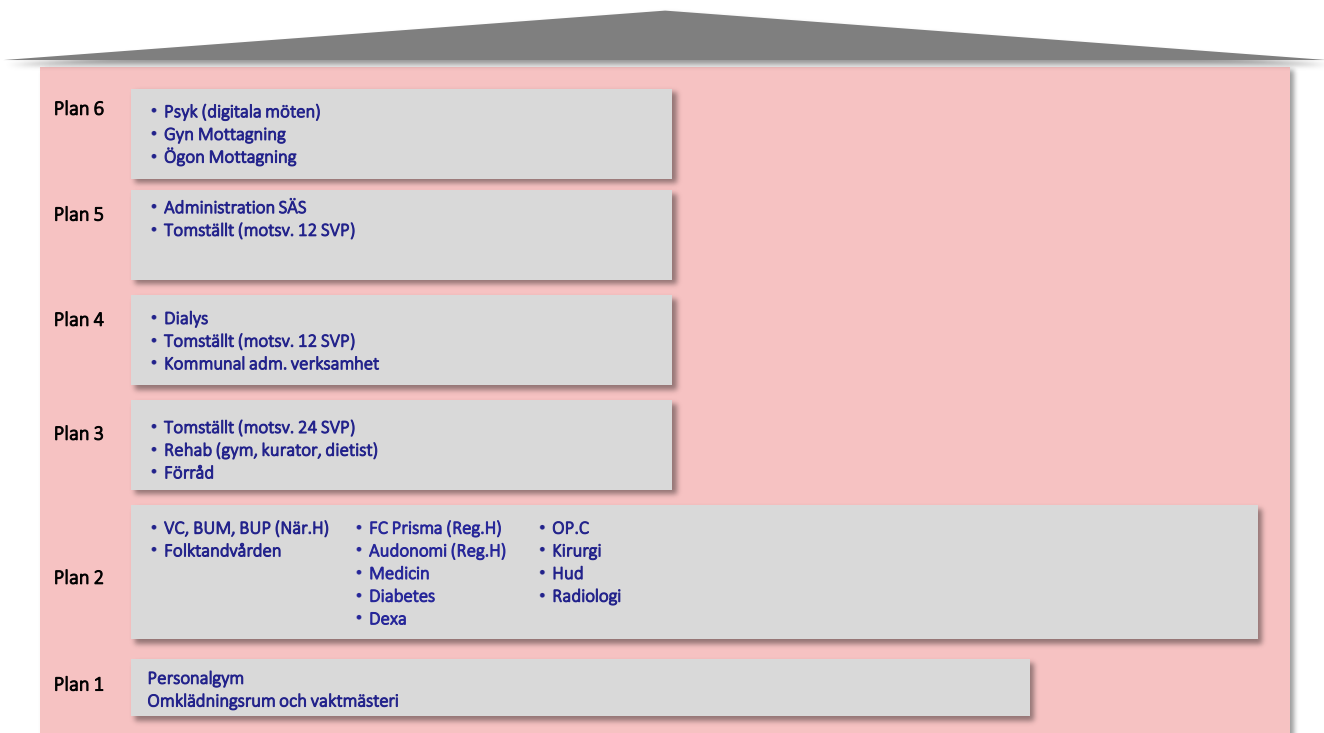 Plan 6
• Psyk (digitala möten)
• Gyn Mottagning
• Ögon Mottagning
Plan 5
• Administration SÄS
• Tomställt (motsv. 12 SVP)
Plan 4
• Dialys
• Tomställt (motsv. 12 SVP)
• Kommunal adm. verksamhet
Plan 3
• Tomställt (motsv. 24 SVP)
• Rehab (gym, kurator, dietist)
• Förråd
Plan 2
• VC, BUM, BUP (När.H)
• Folktandvården
• FC Prisma (Reg.H)
• Audonomi (Reg.H)
• Medicin
• Diabetes
• Dexa
• OP.C
• Kirurgi
• Hud
• Radiologi
Plan 1
Personalgym
Omklädningsrum och vaktmästeri